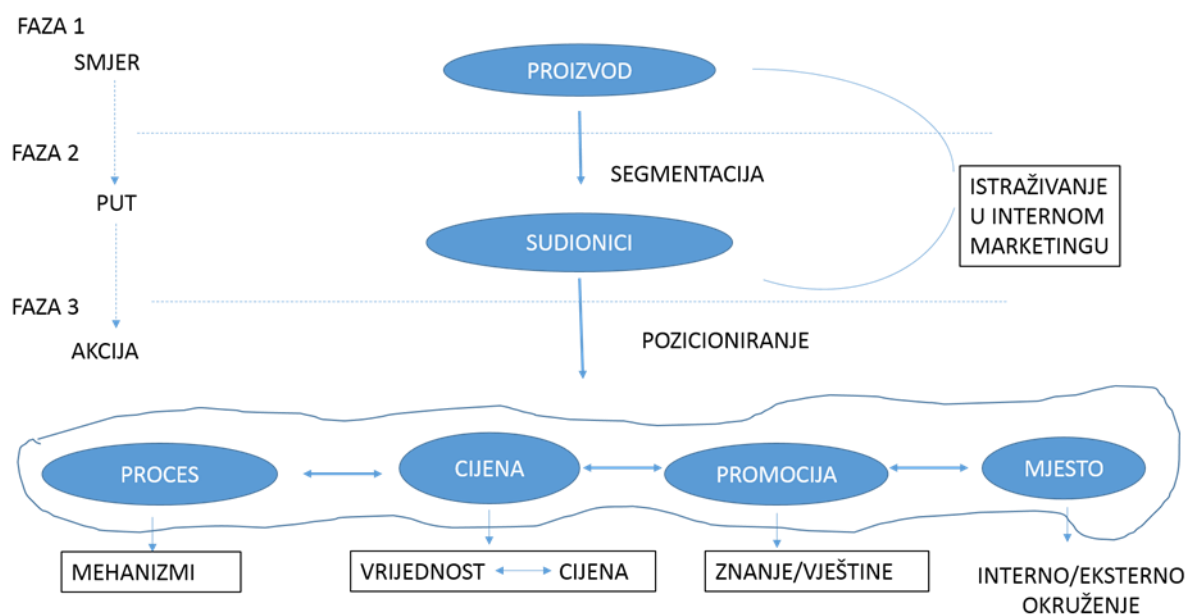 FAZA 1
SMJER
PROIZVOD
FAZA 2
SEGMENTACIJA
PUT
ISTRAŽIVANJE
U INTERNOM
MARKETINGU
SUDIONICI
FAZA 3
AKCIJA
POZICIONIRANJE
PROCES
CIJENA
PROMOCIJA
MJESTO
MEHANIZMI
VRIJEDNOST CIJENA
ZNANJE/VJEŠTINE
INTERNO/EKSTERNO
OKRUŽENJE